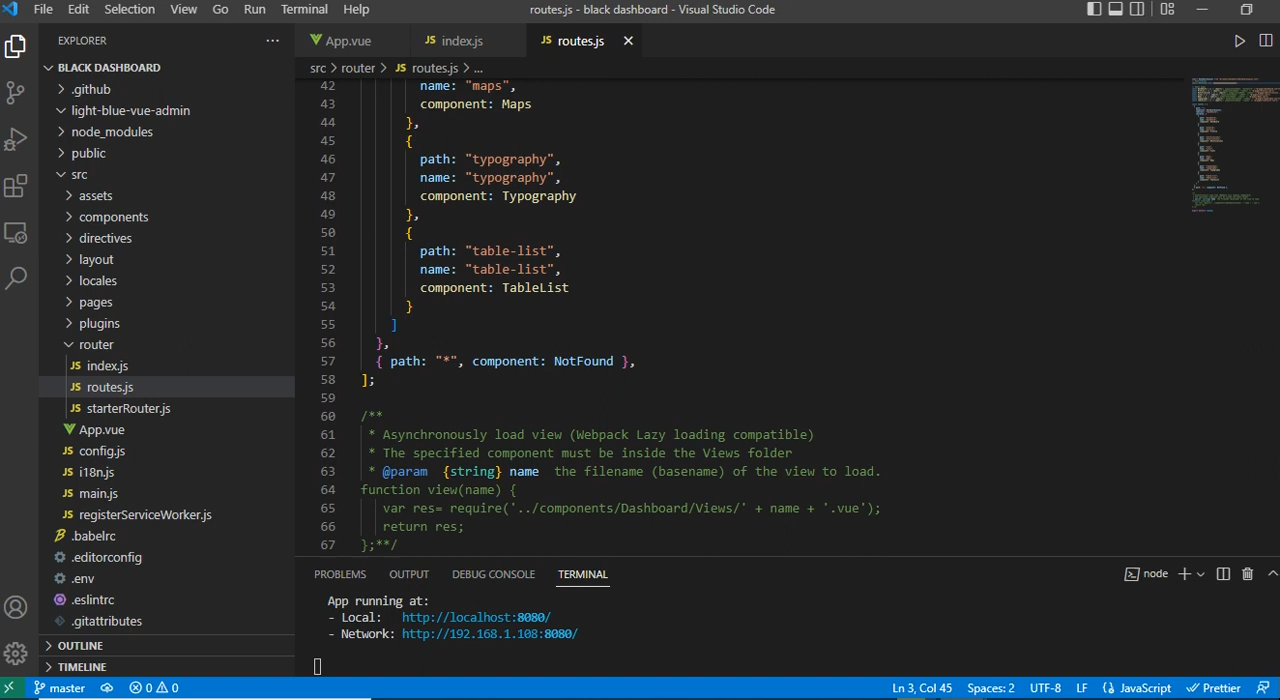 File Edit Selection View Go Run Terminal Help
routes.js - black dashboard - Visual Studio Code
EXPLORER
BLACK DASHBOARD
.github
light-blue-vue-admin
node_modules
public
src
assets
components
directives
layout
locales
pages
plugins
router
JS index.js
JS routes.js
JS starterRouter.js
App.vue
JS config.js
JS i18n.js
JS main.js
JS registerServiceWorker.js
.babelrc
.editorconfig
.env
.eslintrc
.gitattributes
OUTLINE
TIMELINE
App.vue
JS index.js
JS routes.js
src > router > JS routes.js > ...
42 name: "maps",
43 component: Maps
44 },
45 {
46 path: "typography",
47 name: "typography",
48 component: Typography
49 },
50 {
51 path: "table-list",
52 name: "table-list",
53 component: TableList
54 }
55 ]
56 },
57 { path: "*", component: NotFound },
58 ];
59
60 /**
61 * Asynchronously load view (Webpack Lazy loading compatible)
62 * The specified component must be inside the Views folder
63 * @param {string} name the filename (basename) of the view to load.
64 function view(name) {
65 var res= require('../components/Dashboard/Views/' + name + '.vue');
66 return res;
67 };**/
PROBLEMS OUTPUT DEBUG CONSOLE TERMINAL
node
App running at:
- Local: http://localhost:8080/
- Network: http://192.168.1.108:8080/
master
0 0
Ln 3, Col 45
Spaces: 2
UTF-8
LF
JavaScript
Prettier